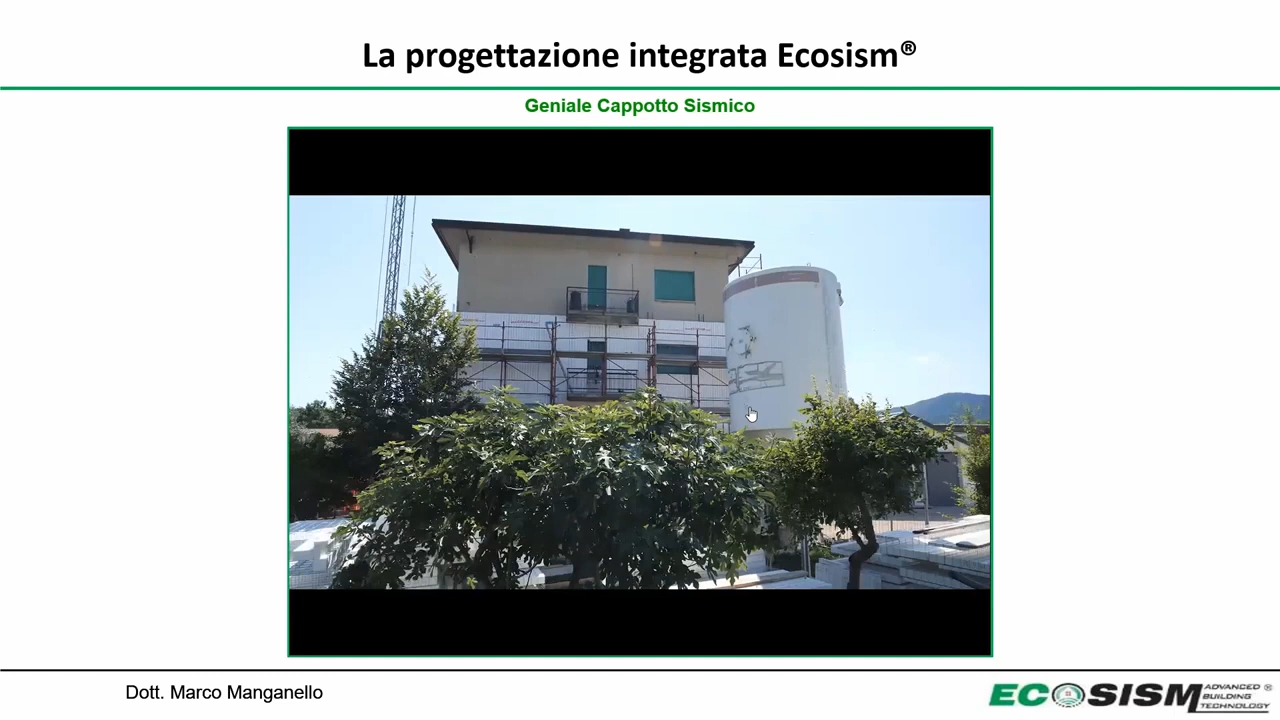 La progettazione integrata Ecosism®
Geniale Cappotto Sismico
Dott. Marco Manganello
ECOSISM ADVANCED ®
BUILDING
TECHNOLOGY